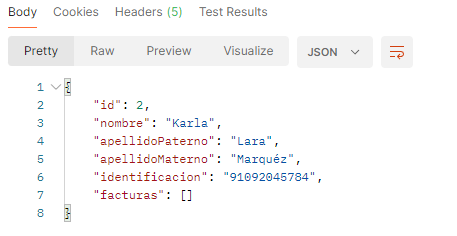 Body Cookies Headers (5) Test Results
Pretty Raw Preview Visualize JSON
1 {
2 "id": 2,
3 "nombre": "Karla",
4 "apellidoPaterno": "Lara",
5 "apellidoMaterno": "Marquéz",
6 "identificacion": "91092045784",
7 "facturas": []
8 }